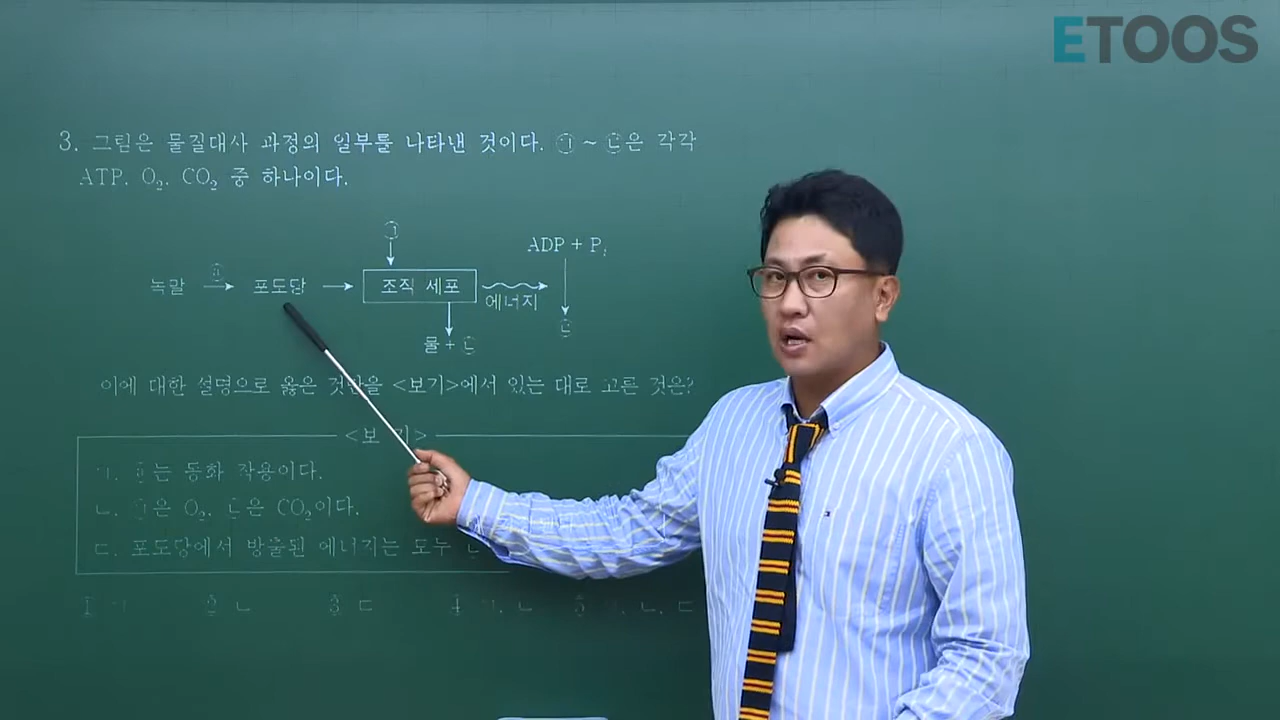 ETOOS
3. 그림은 물질대사 과정의 일부를 나타낸 것이다. ㉠ ~ ㉢은 각각
ATP, O₂, CO₂ 중 하나이다.
㉠
ADP + Pᵢ
녹말 ⓐ 포도당 조직 세포 에너지
물 + ㉡
㉢
이에 대한 설명으로 옳은 것만을 <보기>에서 있는 대로 고른 것은?
<보 기>
ㄱ. ⓐ는 동화 작용이다.
ㄴ. ㉠은 O₂, ㉡은 CO₂이다.
ㄷ. 포도당에서 방출된 에너지는 모두
① ㄱ ② ㄴ ③ ㄷ ④ ㄱ, ㄴ ⑤ ㄱ, ㄴ, ㄷ